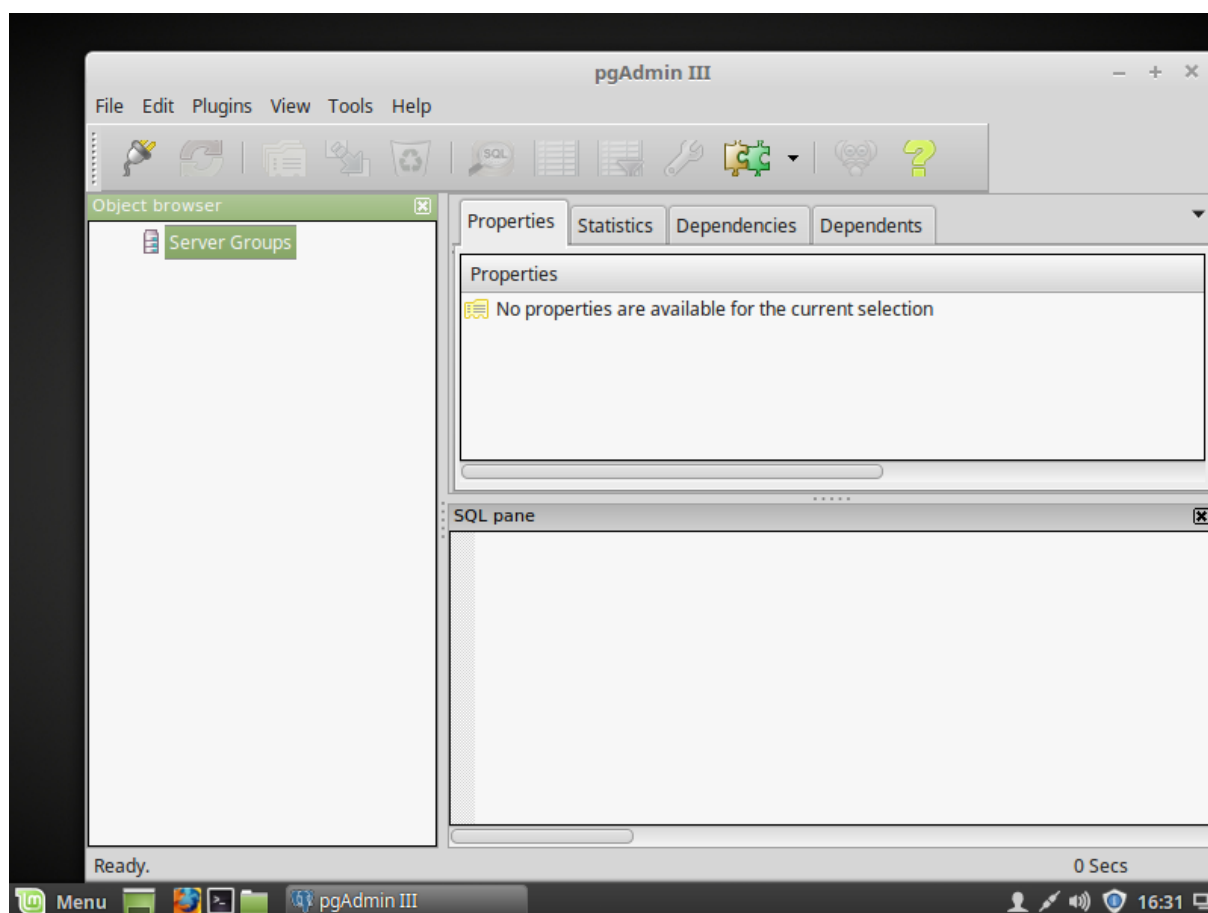 pgAdmin III
File Edit Plugins View Tools Help
SQL
Object browser
Server Groups
Properties Statistics Dependencies Dependents
Properties
No properties are available for the current selection
SQL pane
Ready. 0 Secs
Menu pgAdmin III 16:31